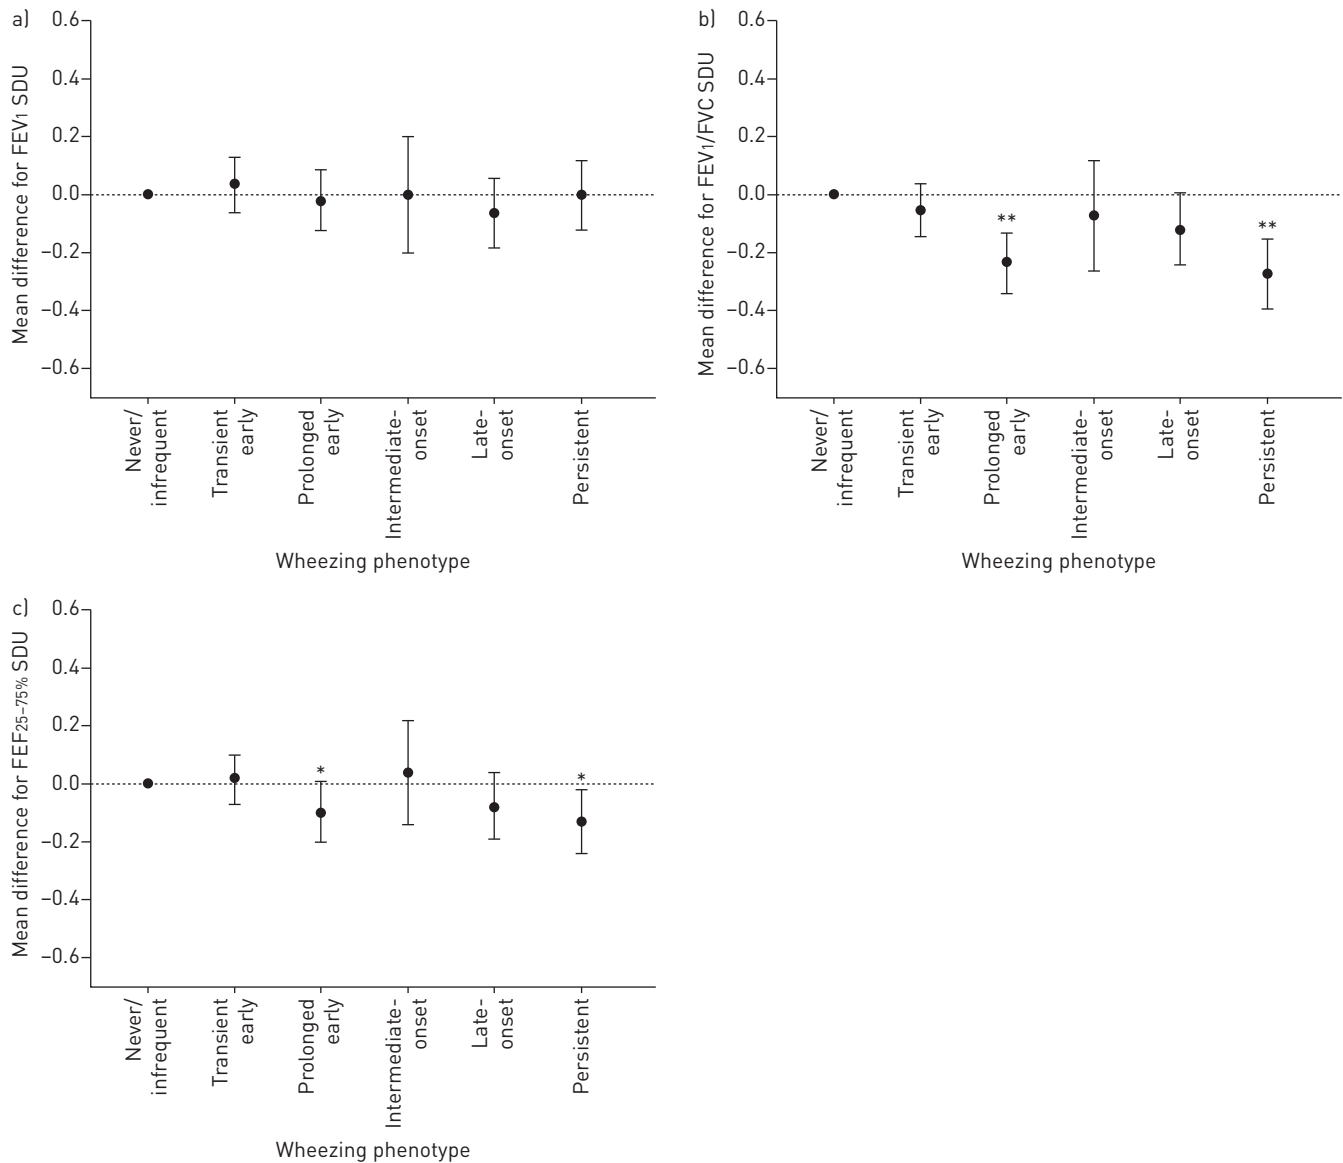 a)
Mean difference for FEV1 SDU
0.6
0.4
0.2
0.0
−0.2
−0.4
−0.6
Never/
infrequent
Transient
early
Prolonged
early
Intermediate-
onset
Late-
onset
Persistent
Wheezing phenotype
b)
Mean difference for FEV1/FVC SDU
0.6
0.4
0.2
0.0
−0.2
−0.4
−0.6
**
**
Never/
infrequent
Transient
early
Prolonged
early
Intermediate-
onset
Late-
onset
Persistent
Wheezing phenotype
c)
Mean difference for FEF25–75% SDU
0.6
0.4
0.2
0.0
−0.2
−0.4
−0.6
*
*
Never/
infrequent
Transient
early
Prolonged
early
Intermediate-
onset
Late-
onset
Persistent
Wheezing phenotype